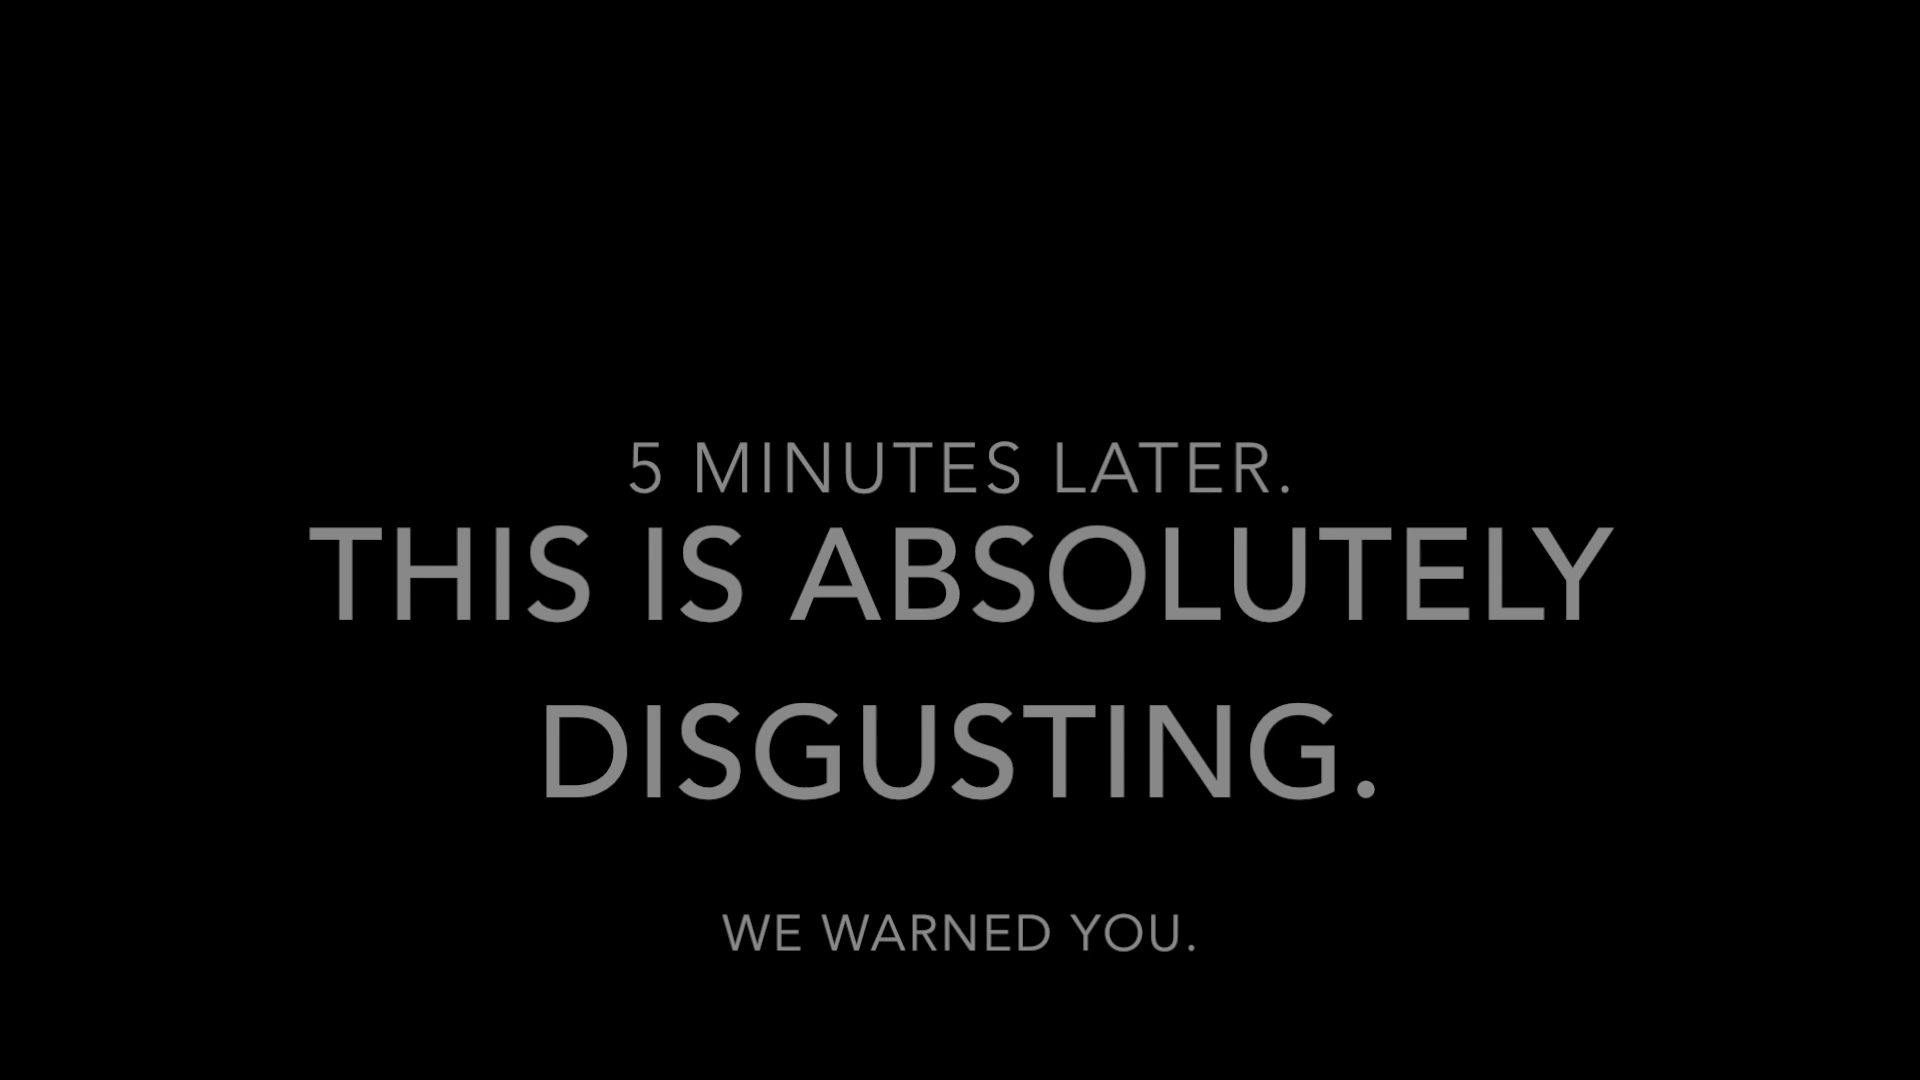 5 MINUTES LATER.
THIS IS ABSOLUTELY
DISGUSTING.
WE WARNED YOU.